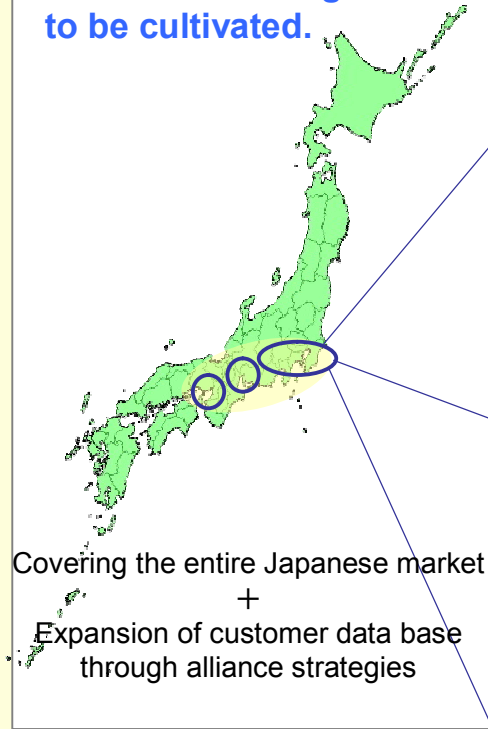 to be cultivated.
Covering the entire Japanese market
+
Expansion of customer data base
through alliance strategies